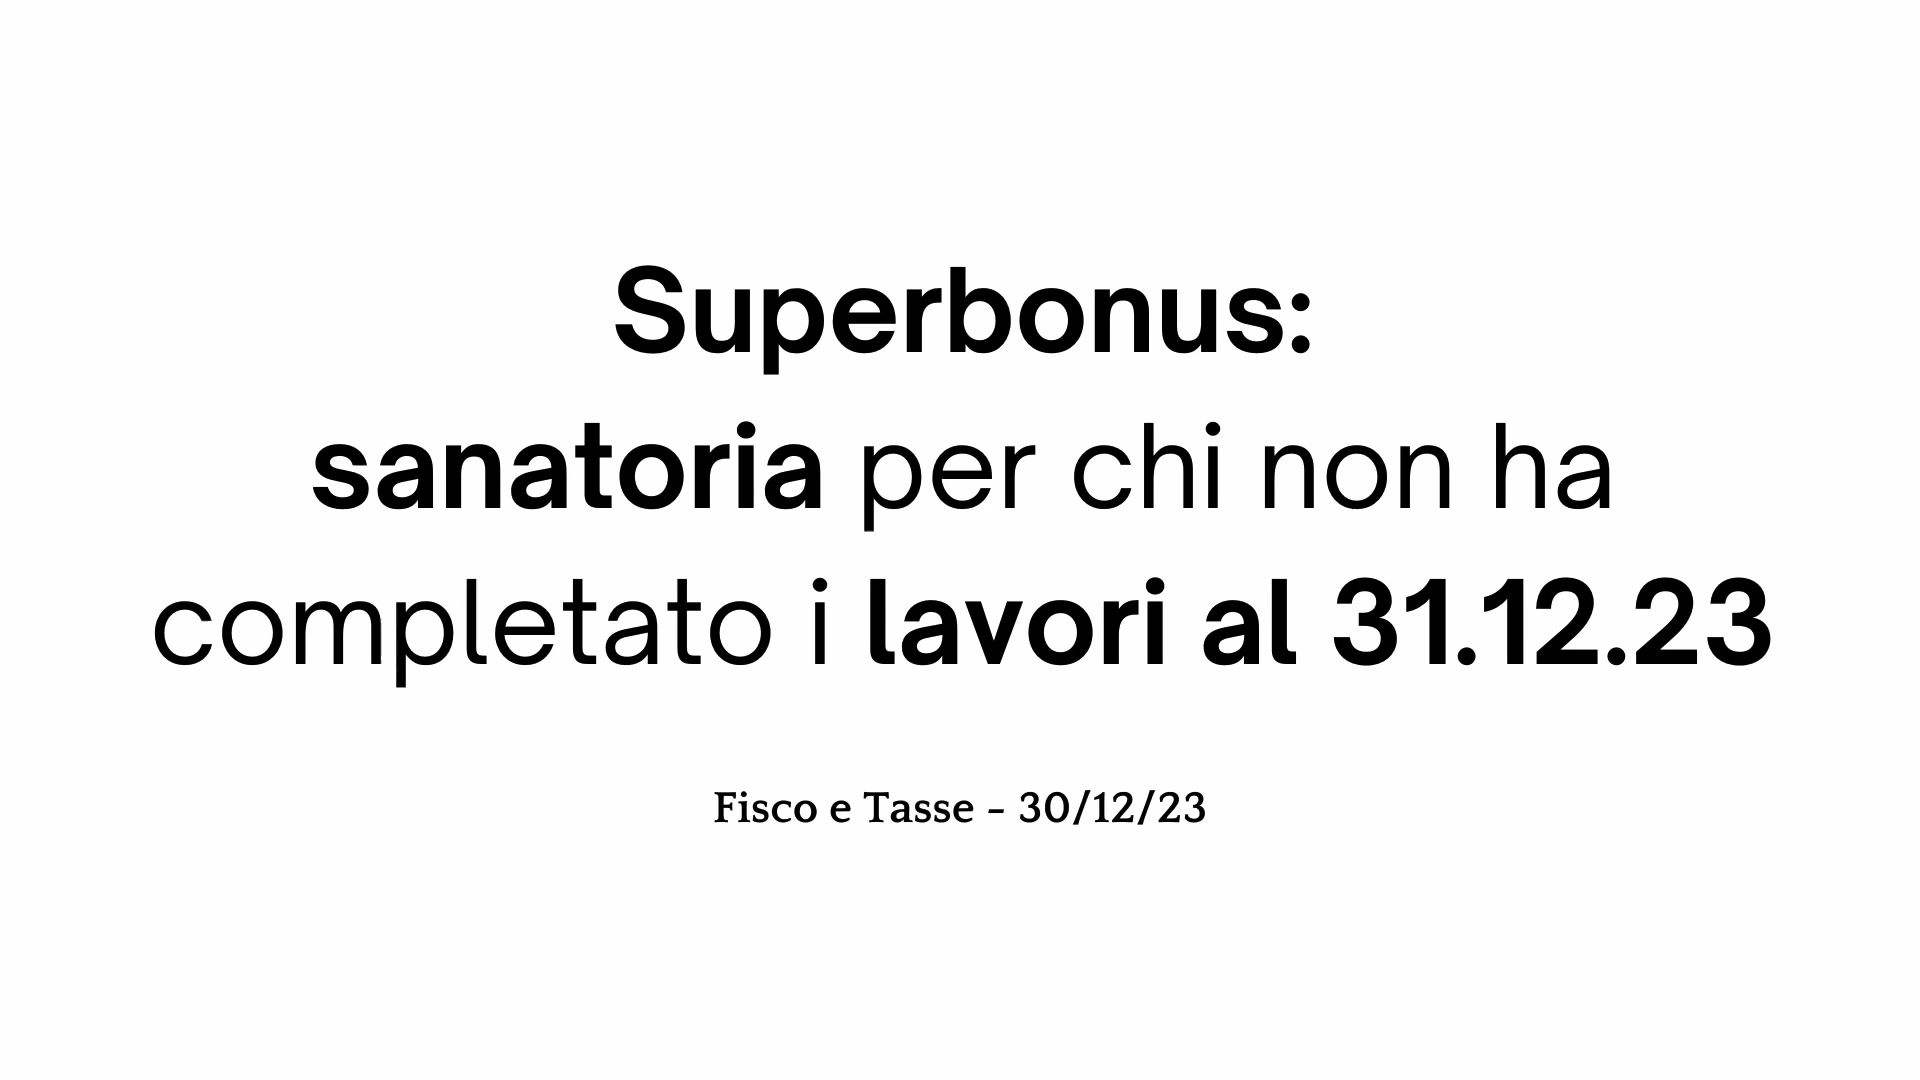 Superbonus:
sanatoria per chi non ha
completato i lavori al 31.12.23
Fisco e Tasse - 30/12/23